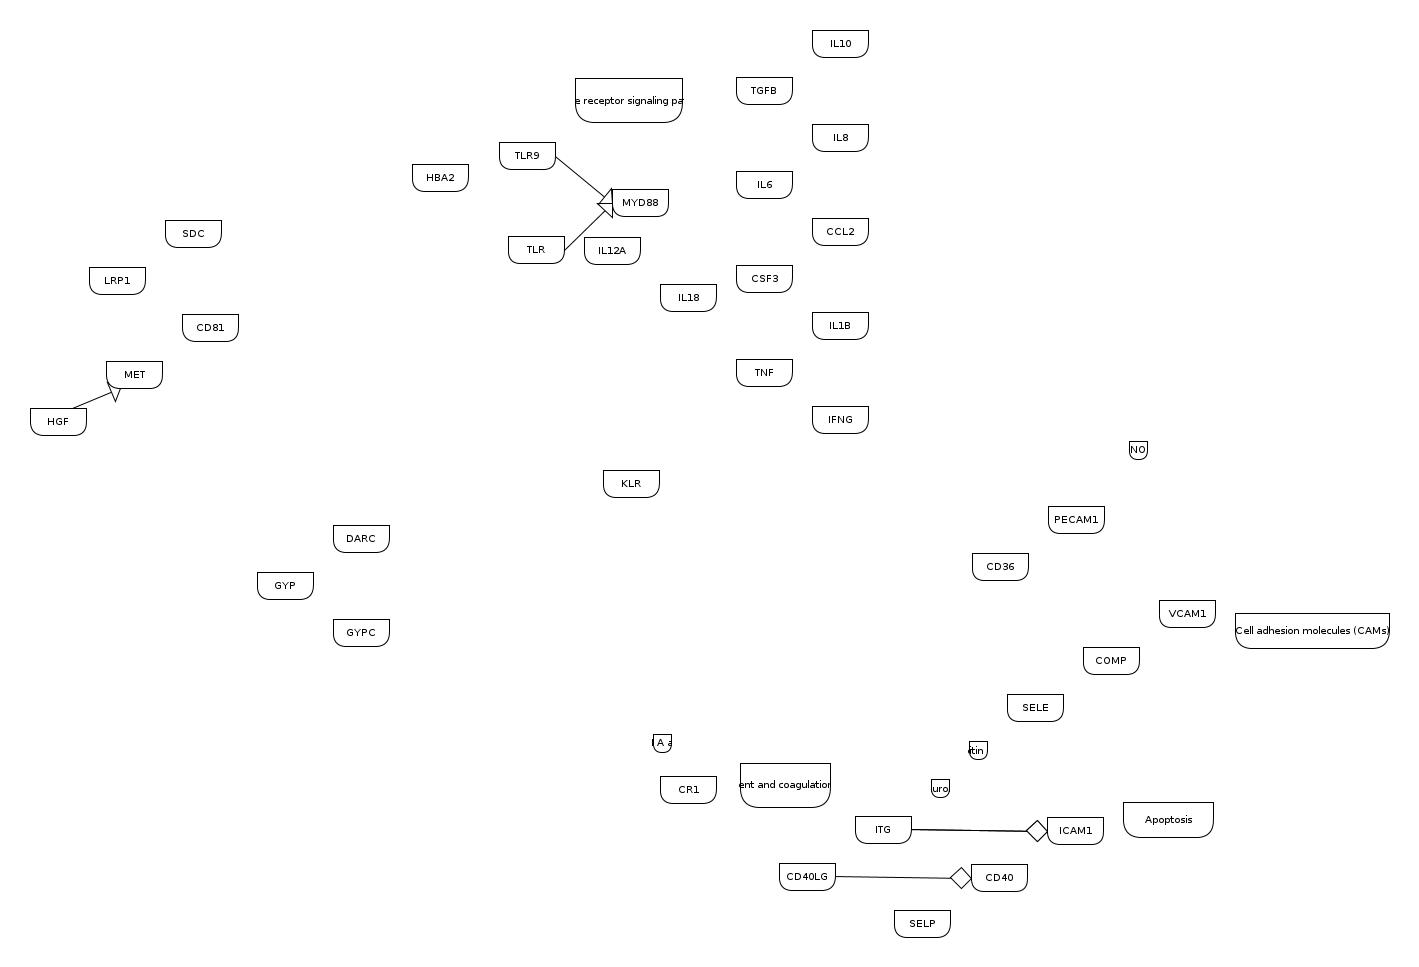 IL10
TGFB
e receptor signaling pa
IL8
TLR9
HBA2
IL6
MYD88
CCL2
SDC
TLR
IL12A
CSF3
LRP1
IL18
IL1B
CD81
TNF
MET
IFNG
HGF
NO
KLR
PECAM1
DARC
CD36
GYP
VCAM1
Cell adhesion molecules (CAMs)
GYPC
COMP
SELE
I A a
tin
ent and coagulation
CR1
uro
Apoptosis
ITG
ICAM1
CD40LG
CD40
SELP